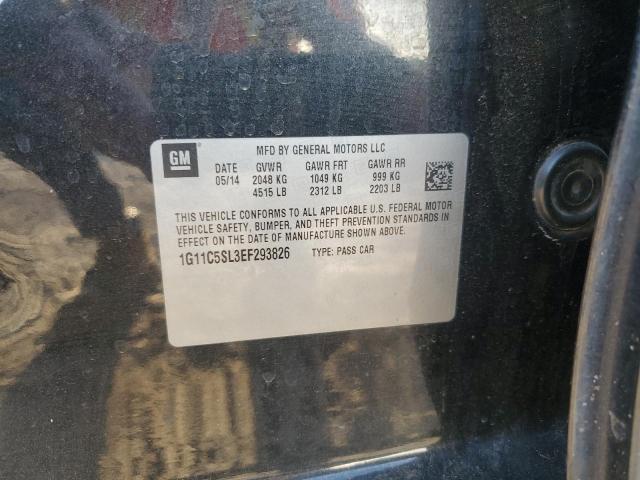 GM
MFD BY GENERAL MOTORS LLC
DATE GVWR GAWR FRT GAWR RR
05/14 2048 KG 1049 KG 999 KG
4515 LB 2312 LB 2203 LB
THIS VEHICLE CONFORMS TO ALL APPLICABLE U.S. FEDERAL MOTOR
VEHICLE SAFETY, BUMPER, AND THEFT PREVENTION STANDARDS IN
EFFECT ON THE DATE OF MANUFACTURE SHOWN ABOVE.
1G11C5SL3EF293826 TYPE: PASS CAR